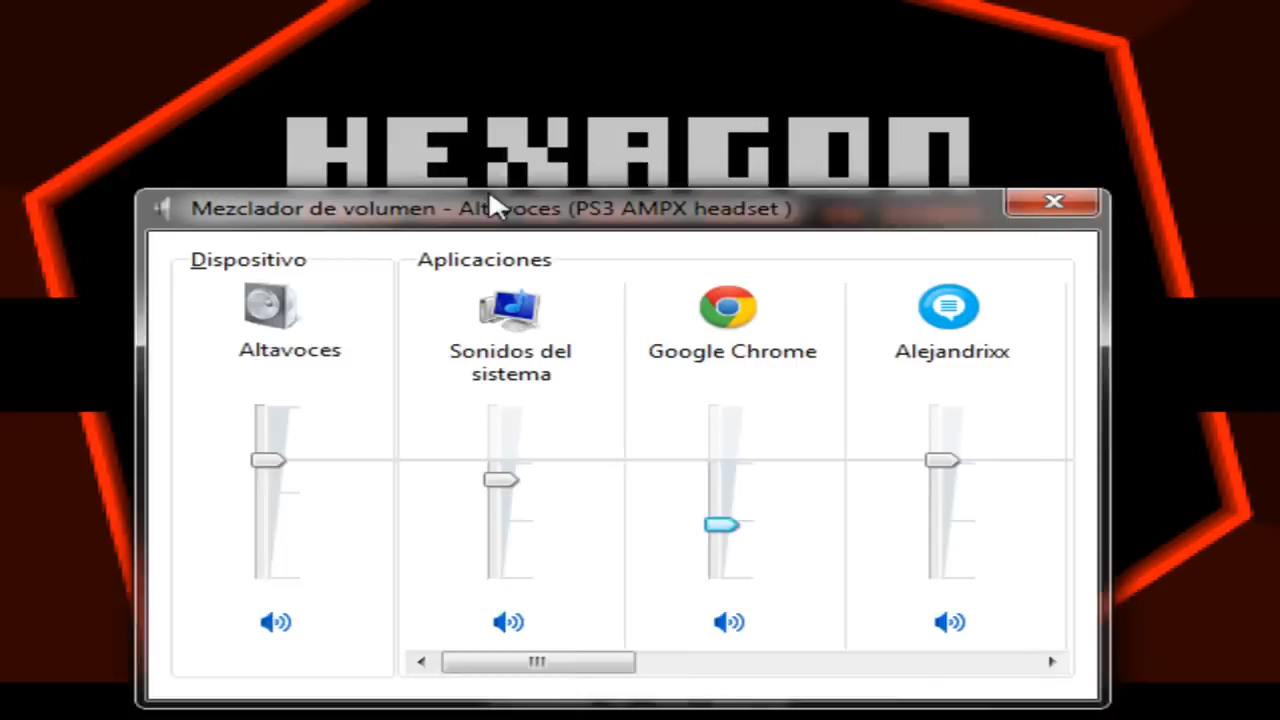 HEXAGON
Mezclador de volumen - Altavoces (PS3 AMPX headset )
Dispositivo
Aplicaciones
Altavoces
Sonidos del
sistema
Google Chrome
Alejandrixx